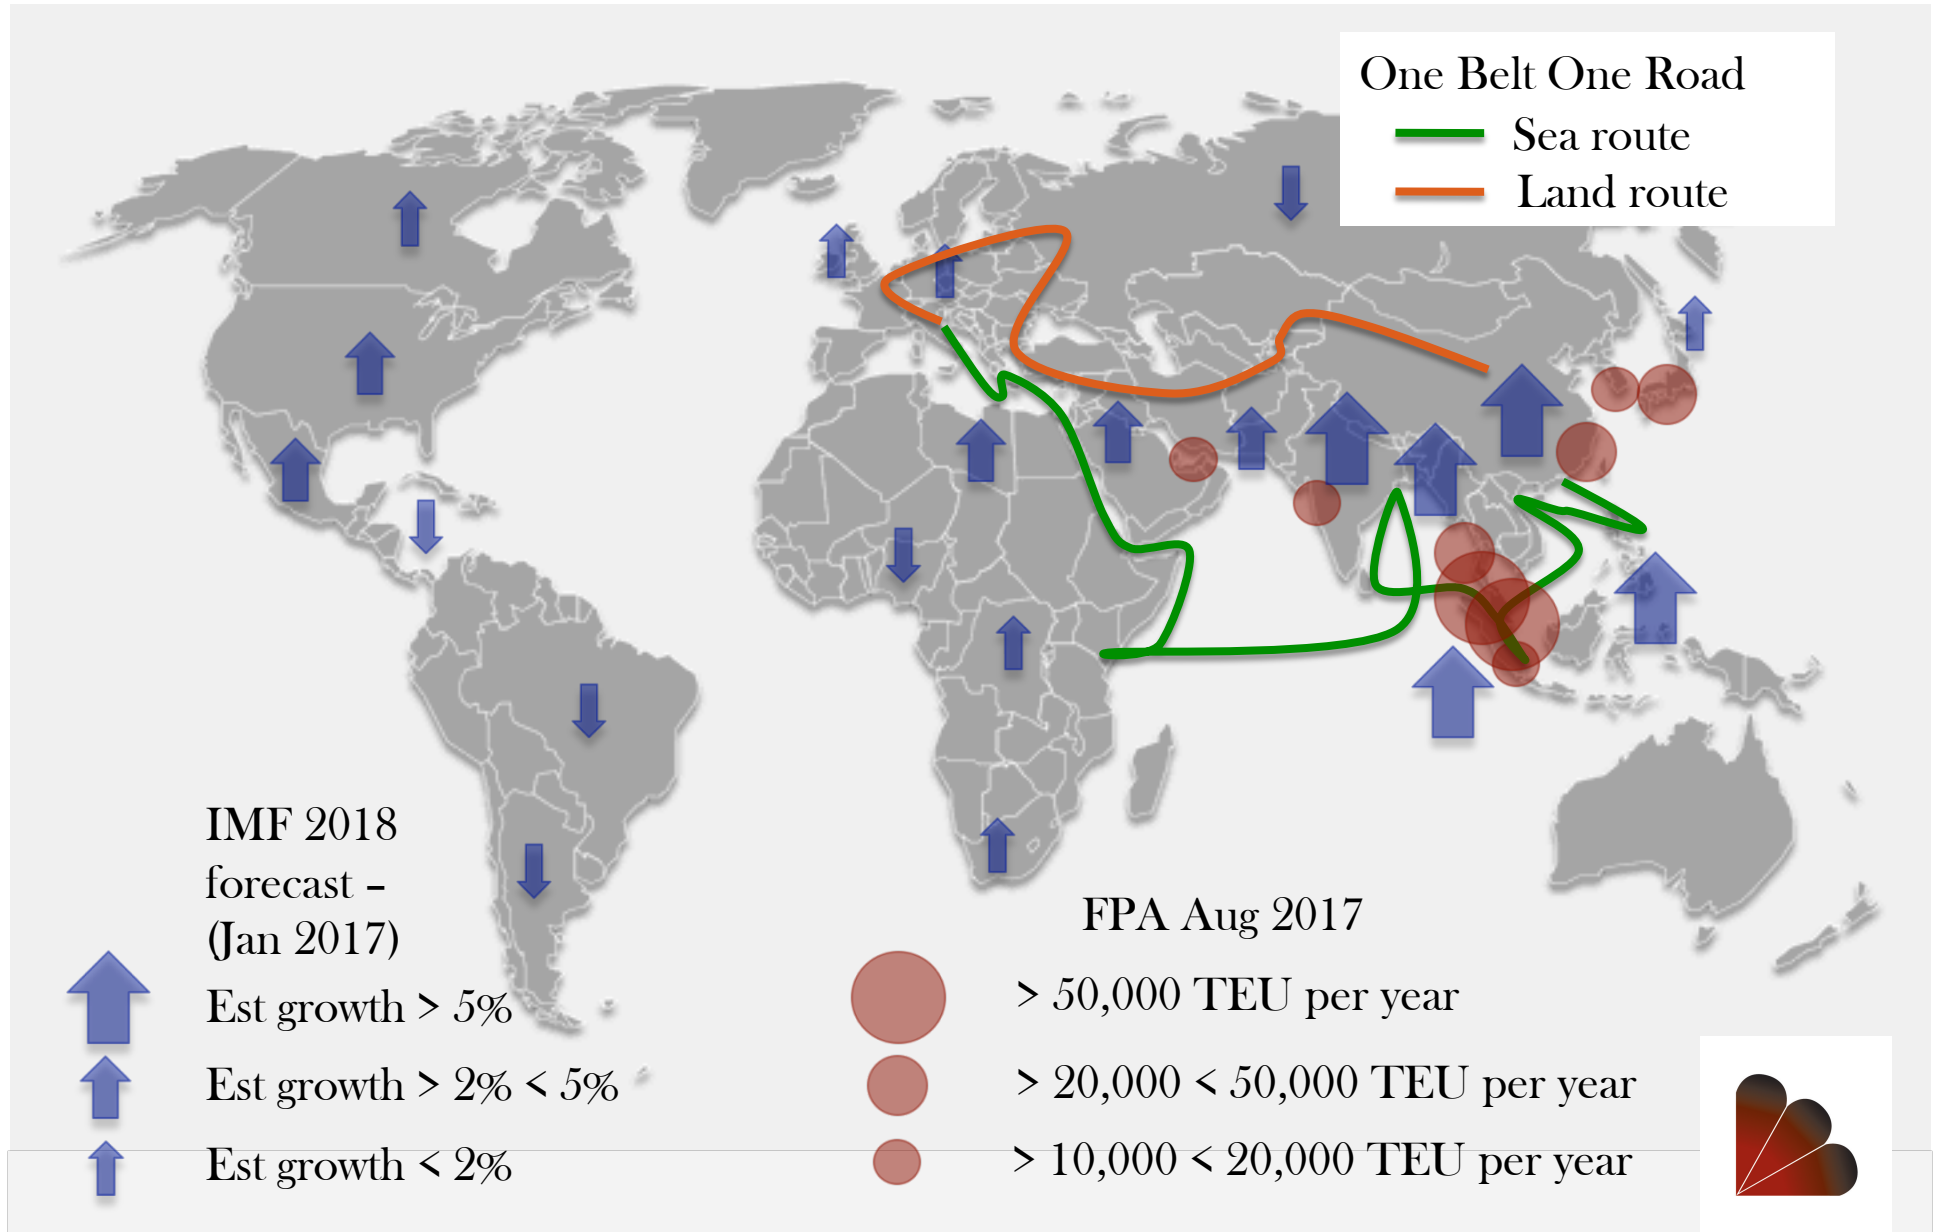 One Belt One Road
Sea route
Land route
IMF 2018
forecast –
(Jan 2017)
Est growth > 5%
Est growth > 2% < 5%
Est growth < 2%
FPA Aug 2017
> 50,000 TEU per year
> 20,000 < 50,000 TEU per year
> 10,000 < 20,000 TEU per year